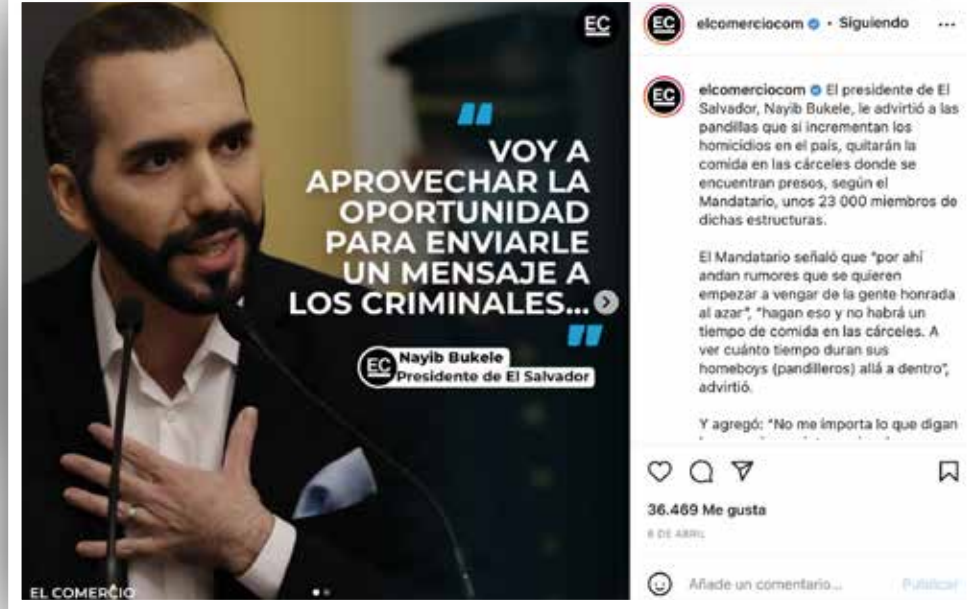 EC
"
VOY A
APROVECHAR LA
OPORTUNIDAD
PARA ENVIARLE
UN MENSAJE A
LOS CRIMINALES...
"
EC
Nayib Bukele
Presidente de El Salvador
EL COMERCIO
EC
elcomerciocom • Siguiendo ...
EC
elcomerciocom El presidente de El
Salvador, Nayib Bukele, le advirtió a las
pandillas que si incrementan los
homicidios en el país, quitarán la
comida en las cárceles donde se
encuentran presos, según el
Mandatario, unos 23 000 miembros de
dichas estructuras.
El Mandatario señaló que "por ahí
andan rumores que se quieren
empezar a vengar de la gente honrada
al azar", "hagan eso y no habrá un
tiempo de comida en las cárceles. A
ver cuánto tiempo duran sus
homeboys (pandilleros) allá a dentro",
advirtió.
Y agregó: "No me importa lo que digan
36.469 Me gusta
6 DE ABRIL
Añade un comentario...
Publicar